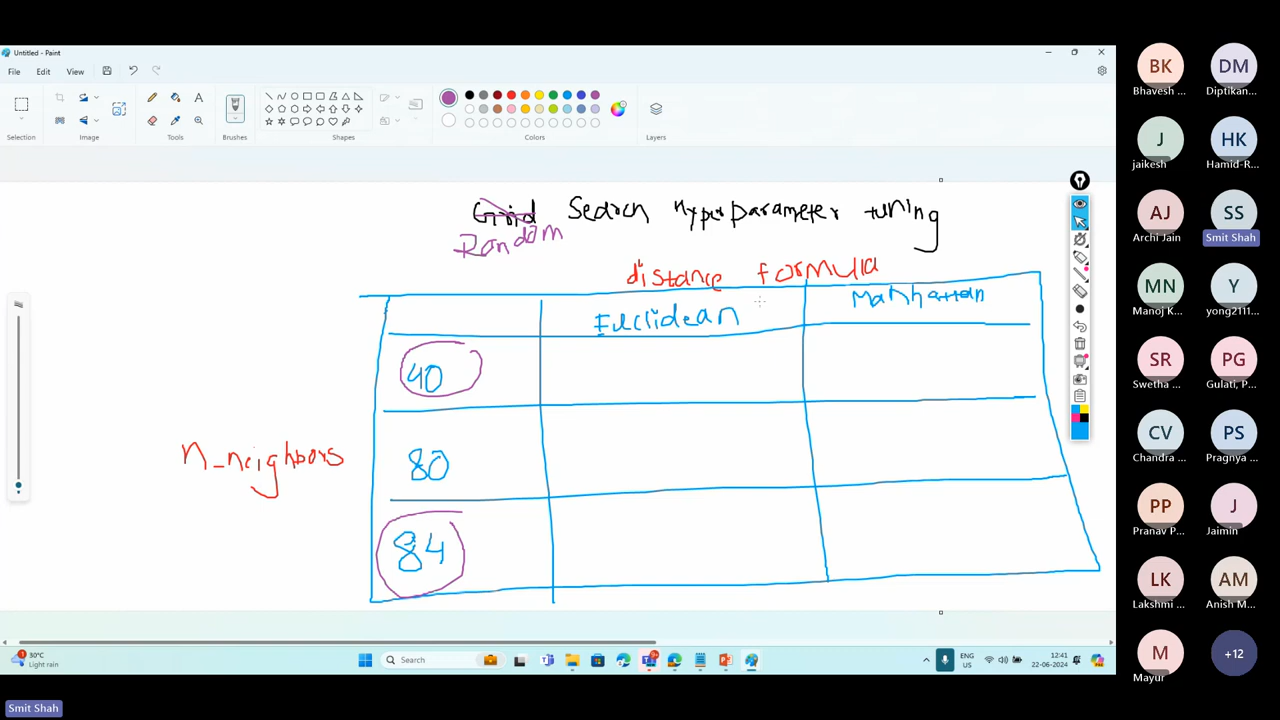 Untitled - Paint
File Edit View
Selection Image Tools Brushes Shapes Colors Layers
Grid Search Hyperparameter tuning
Random
distance formula
Euclidean Manhattan
40
n_neighbors 80
84
30°C
Light rain
Search
ENG
US
12:41
22-06-2024
BK DM
Bhavesh ... Diptikan...
J HK
jaikesh Hamid-R...
AJ SS
Archi Jain Smit Shah
MN Y
Manoj K... yong2111...
SR PG
Swetha ... Gulati, P...
CV PS
Chandra ... Pragnya ...
PP J
Pranav P... Jaimin
LK AM
Lakshmi ... Anish M...
M +12
Mayur
Smit Shah